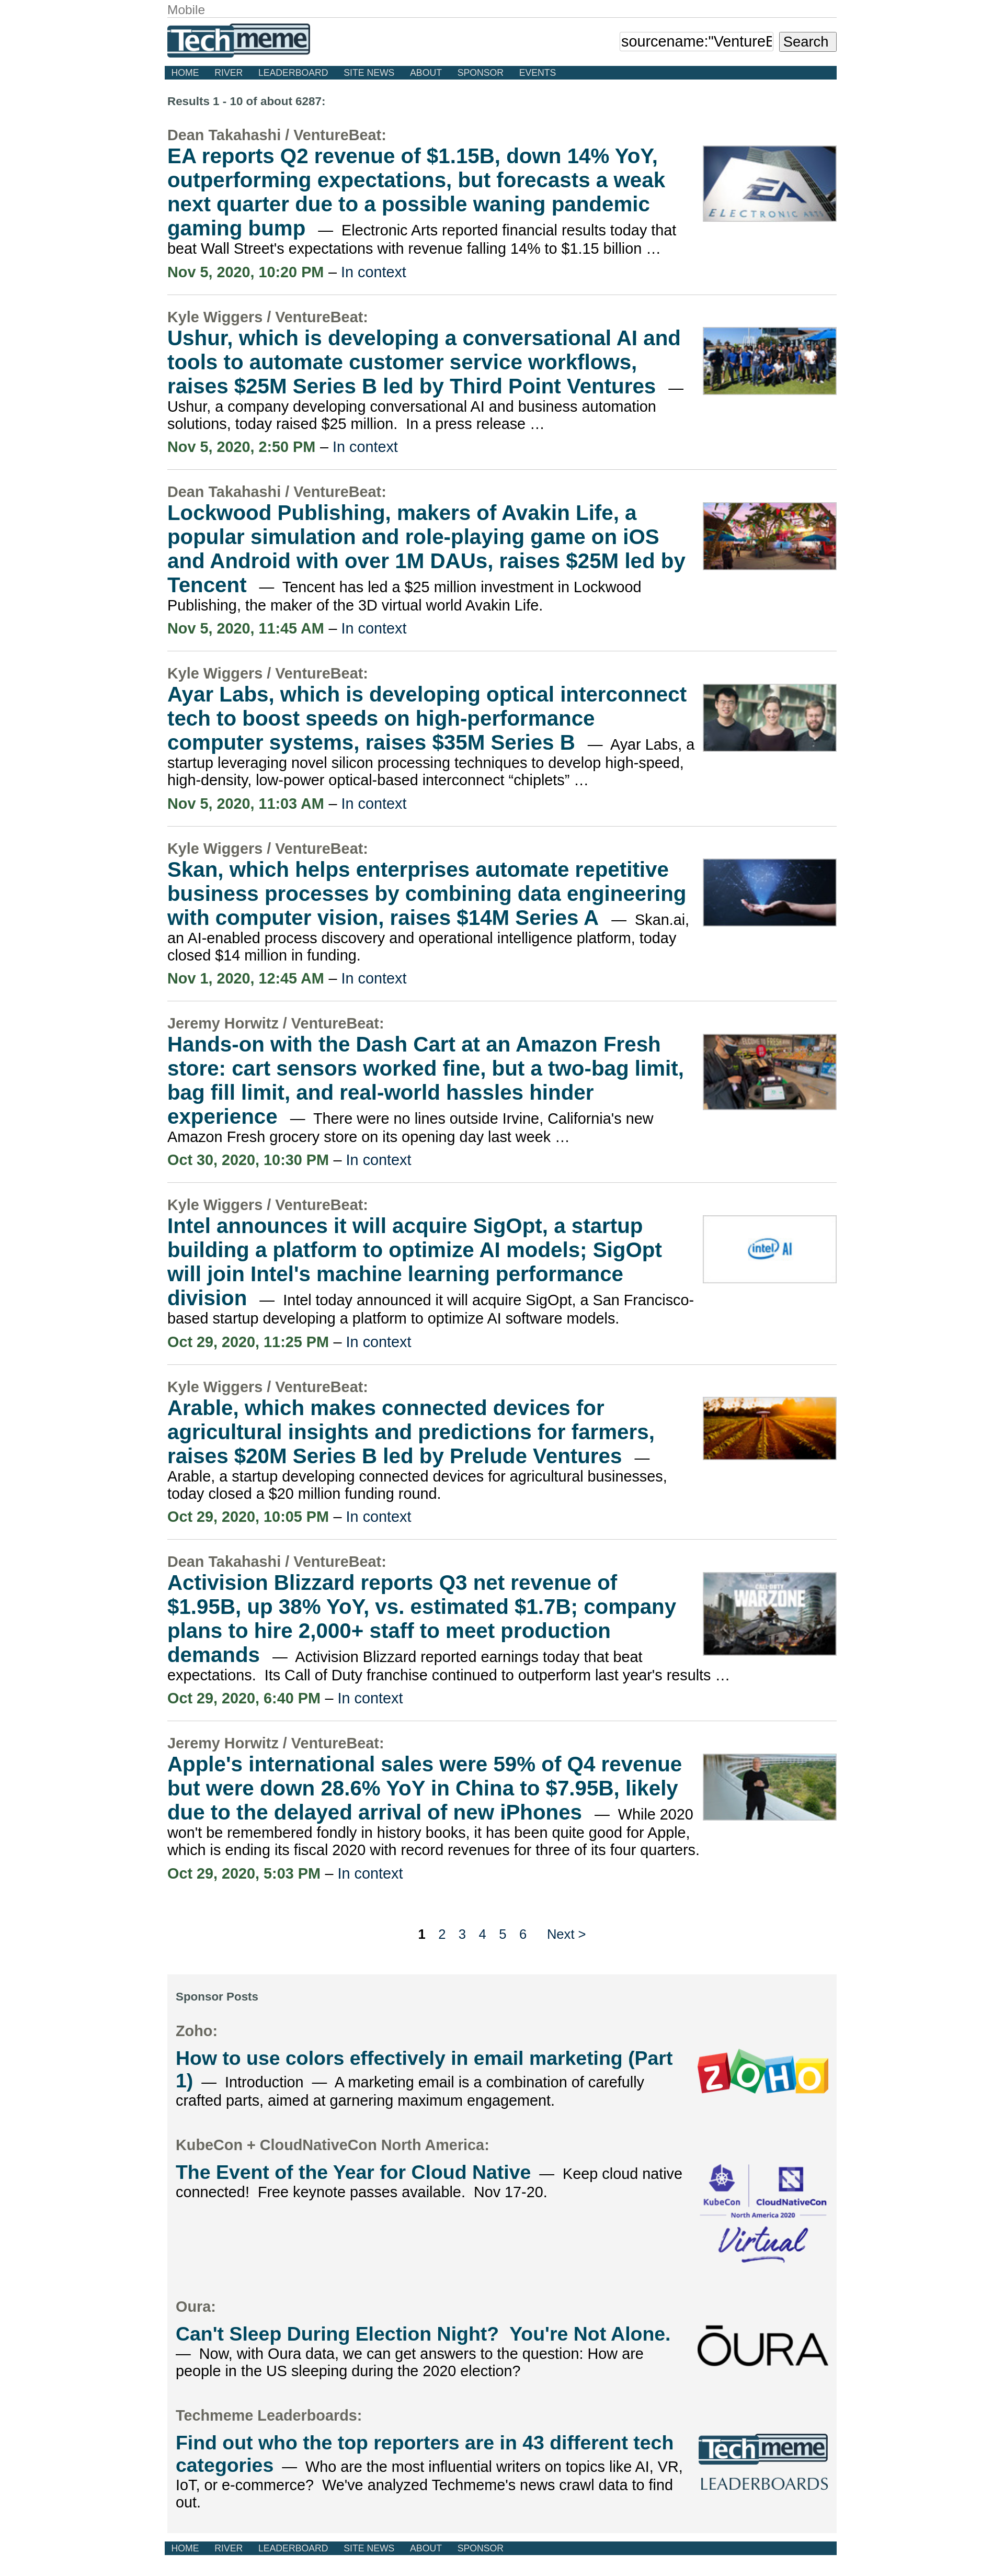 Mobile
Techmeme
sourcename:"VentureB
Search
HOME RIVER LEADERBOARD SITE NEWS ABOUT SPONSOR EVENTS
Results 1 - 10 of about 6287:
Dean Takahashi / VentureBeat:
EA reports Q2 revenue of $1.15B, down 14% YoY,
outperforming expectations, but forecasts a weak
next quarter due to a possible waning pandemic
gaming bump — Electronic Arts reported financial results today that
beat Wall Street's expectations with revenue falling 14% to $1.15 billion …
EA
ELECTRONIC ARTS
Nov 5, 2020, 10:20 PM – In context
Kyle Wiggers / VentureBeat:
Ushur, which is developing a conversational AI and
tools to automate customer service workflows,
raises $25M Series B led by Third Point Ventures —
Ushur, a company developing conversational AI and business automation
solutions, today raised $25 million. In a press release …
Nov 5, 2020, 2:50 PM – In context
Dean Takahashi / VentureBeat:
Lockwood Publishing, makers of Avakin Life, a
popular simulation and role-playing game on iOS
and Android with over 1M DAUs, raises $25M led by
Tencent — Tencent has led a $25 million investment in Lockwood
Publishing, the maker of the 3D virtual world Avakin Life.
Nov 5, 2020, 11:45 AM – In context
Kyle Wiggers / VentureBeat:
Ayar Labs, which is developing optical interconnect
tech to boost speeds on high-performance
computer systems, raises $35M Series B — Ayar Labs, a
startup leveraging novel silicon processing techniques to develop high-speed,
high-density, low-power optical-based interconnect “chiplets” …
Nov 5, 2020, 11:03 AM – In context
Kyle Wiggers / VentureBeat:
Skan, which helps enterprises automate repetitive
business processes by combining data engineering
with computer vision, raises $14M Series A — Skan.ai,
an AI-enabled process discovery and operational intelligence platform, today
closed $14 million in funding.
Nov 1, 2020, 12:45 AM – In context
Jeremy Horwitz / VentureBeat:
Hands-on with the Dash Cart at an Amazon Fresh
store: cart sensors worked fine, but a two-bag limit,
bag fill limit, and real-world hassles hinder
experience — There were no lines outside Irvine, California's new
Amazon Fresh grocery store on its opening day last week …
Oct 30, 2020, 10:30 PM – In context
Kyle Wiggers / VentureBeat:
Intel announces it will acquire SigOpt, a startup
building a platform to optimize AI models; SigOpt
will join Intel's machine learning performance
division — Intel today announced it will acquire SigOpt, a San Francisco-
based startup developing a platform to optimize AI software models.
intel AI
Oct 29, 2020, 11:25 PM – In context
Kyle Wiggers / VentureBeat:
Arable, which makes connected devices for
agricultural insights and predictions for farmers,
raises $20M Series B led by Prelude Ventures —
Arable, a startup developing connected devices for agricultural businesses,
today closed a $20 million funding round.
Oct 29, 2020, 10:05 PM – In context
Dean Takahashi / VentureBeat:
Activision Blizzard reports Q3 net revenue of
$1.95B, up 38% YoY, vs. estimated $1.7B; company
plans to hire 2,000+ staff to meet production
demands — Activision Blizzard reported earnings today that beat
expectations. Its Call of Duty franchise continued to outperform last year's results …
CALL OF DUTY
WARZONE
Oct 29, 2020, 6:40 PM – In context
Jeremy Horwitz / VentureBeat:
Apple's international sales were 59% of Q4 revenue
but were down 28.6% YoY in China to $7.95B, likely
due to the delayed arrival of new iPhones — While 2020
won't be remembered fondly in history books, it has been quite good for Apple,
which is ending its fiscal 2020 with record revenues for three of its four quarters.
Oct 29, 2020, 5:03 PM – In context
1 2 3 4 5 6 Next >
Sponsor Posts
Zoho:
How to use colors effectively in email marketing (Part
1) — Introduction — A marketing email is a combination of carefully
crafted parts, aimed at garnering maximum engagement.
ZOHO
KubeCon + CloudNativeCon North America:
The Event of the Year for Cloud Native — Keep cloud native
connected! Free keynote passes available. Nov 17-20.
KubeCon CloudNativeCon
North America 2020
Virtual
Oura:
Can't Sleep During Election Night? You're Not Alone.
— Now, with Oura data, we can get answers to the question: How are
people in the US sleeping during the 2020 election?
ŌURA
Techmeme Leaderboards:
Find out who the top reporters are in 43 different tech
categories — Who are the most influential writers on topics like AI, VR,
IoT, or e-commerce? We've analyzed Techmeme's news crawl data to find
out.
Techmeme
LEADERBOARDS
HOME RIVER LEADERBOARD SITE NEWS ABOUT SPONSOR